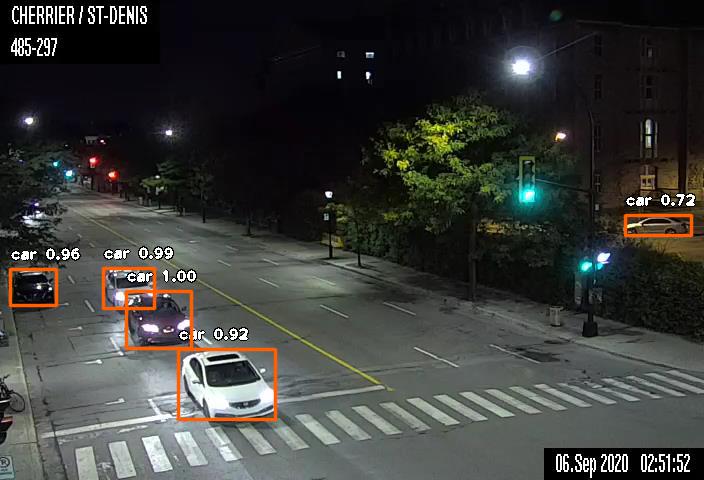 CHERRIER / ST-DENIS
485-297
car 0.72
car 0.96
car 0.99
car 1.00
car 0.92
06.Sep 2020 02:51:52